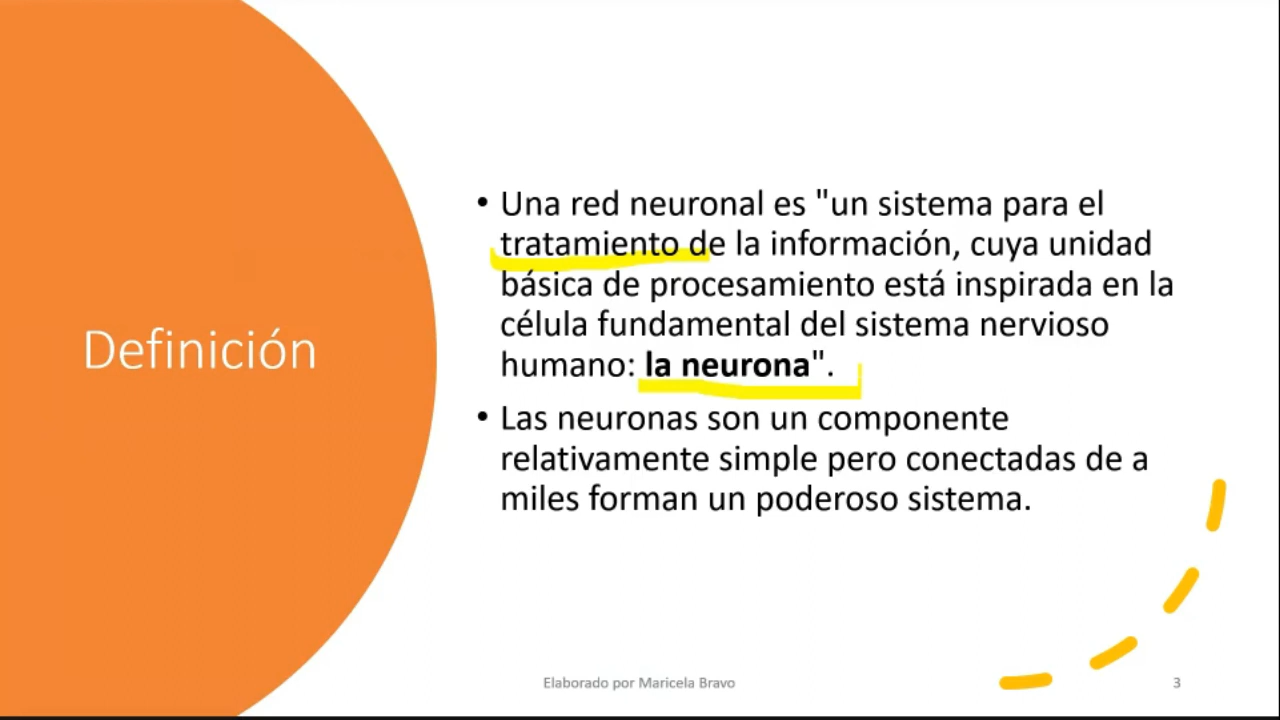 Definición
• Una red neuronal es "un sistema para el
tratamiento de la información, cuya unidad
básica de procesamiento está inspirada en la
célula fundamental del sistema nervioso
humano: la neurona".
• Las neuronas son un componente
relativamente simple pero conectadas de a
miles forman un poderoso sistema.
Elaborado por Maricela Bravo
3